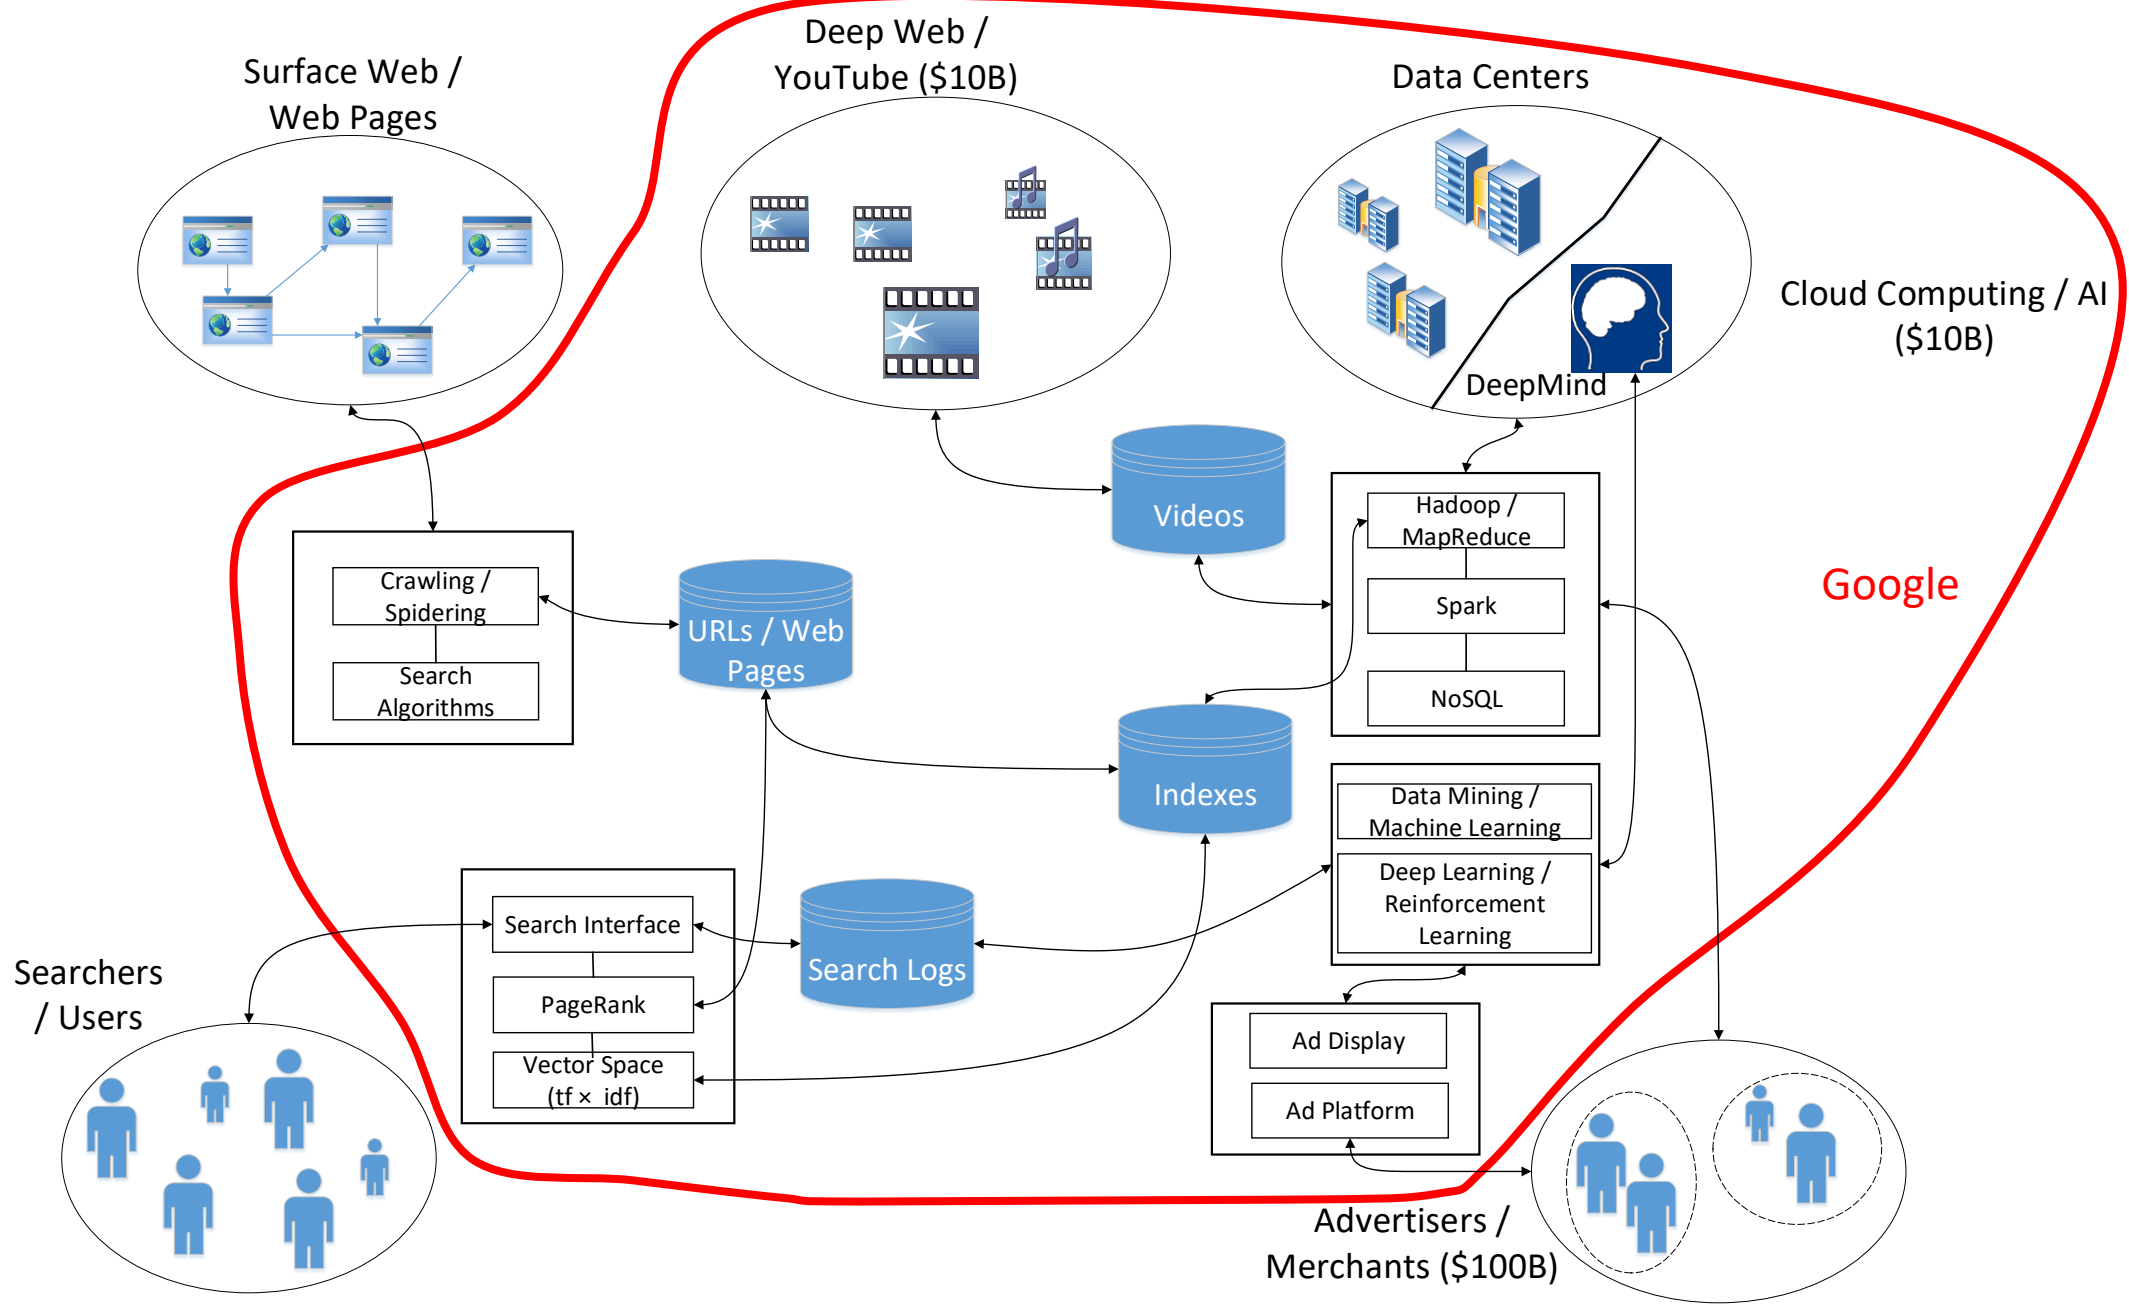 Surface Web /
Web Pages
Deep Web /
YouTube ($10B)
Data Centers
DeepMind
Cloud Computing / AI
($10B)
Videos
Hadoop /
MapReduce
Spark
NoSQL
Google
Crawling /
Spidering
Search
Algorithms
URLs / Web
Pages
Indexes
Data Mining /
Machine Learning
Deep Learning /
Reinforcement
Learning
Search Interface
PageRank
Vector Space
(tf × idf)
Search Logs
Searchers
/ Users
Ad Display
Ad Platform
Advertisers /
Merchants ($100B)